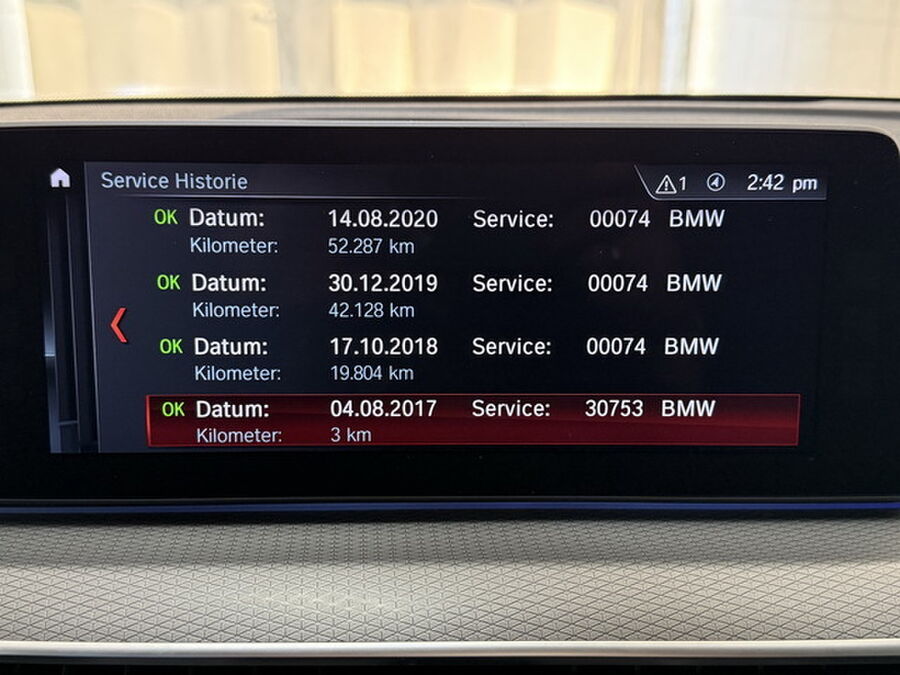 Service Historie 1 2:42 pm
OK Datum: 14.08.2020 Service: 00074 BMW
Kilometer: 52.287 km
OK Datum: 30.12.2019 Service: 00074 BMW
Kilometer: 42.128 km
OK Datum: 17.10.2018 Service: 00074 BMW
Kilometer: 19.804 km
OK Datum: 04.08.2017 Service: 30753 BMW
Kilometer: 3 km